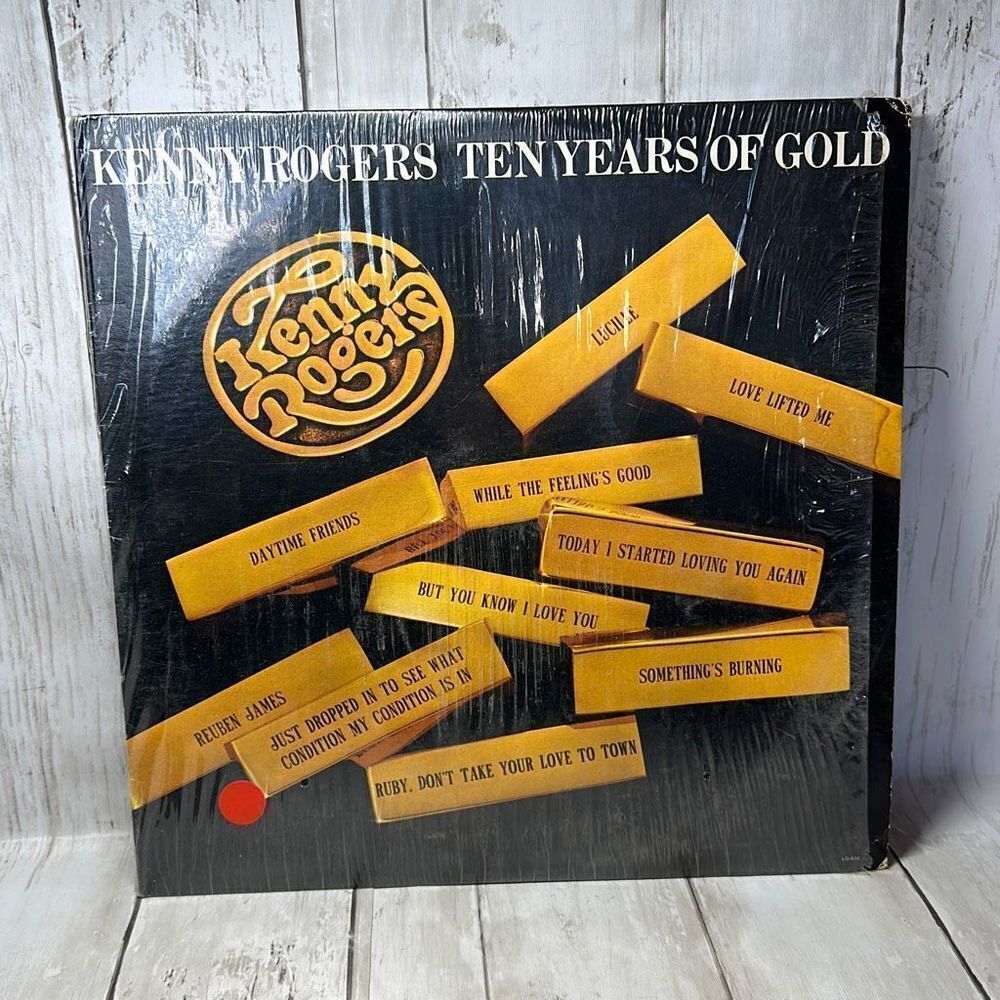 KENNY ROGERS TEN YEARS OF GOLD
Kenny
Rogers
LUCILLE
LOVE LIFTED ME
WHILE THE FEELING'S GOOD
DAYTIME FRIENDS
TODAY I STARTED LOVING YOU AGAIN
BUT YOU KNOW I LOVE YOU
SOMETHING'S BURNING
REUBEN JAMES
JUST DROPPED IN TO SEE WHAT
CONDITION MY CONDITION IS IN
RUBY, DON'T TAKE YOUR LOVE TO TOWN